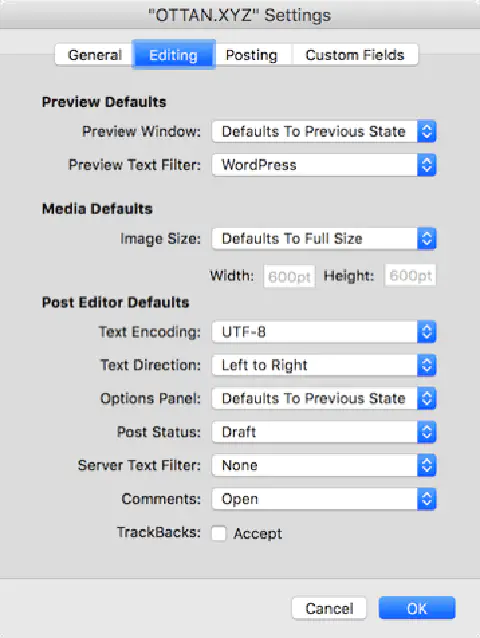 "OTTAN.XYZ" Settings
General Editing Posting Custom Fields
Preview Defaults
Preview Window: Defaults To Previous State
Preview Text Filter: WordPress
Media Defaults
Image Size: Defaults To Full Size
Width: 600pt Height: 600pt
Post Editor Defaults
Text Encoding: UTF-8
Text Direction: Left to Right
Options Panel: Defaults To Previous State
Post Status: Draft
Server Text Filter: None
Comments: Open
TrackBacks: Accept
Cancel OK